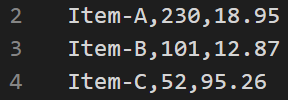 2 Item-A,230,18.95
3 Item-B,101,12.87
4 Item-C,52,95.26